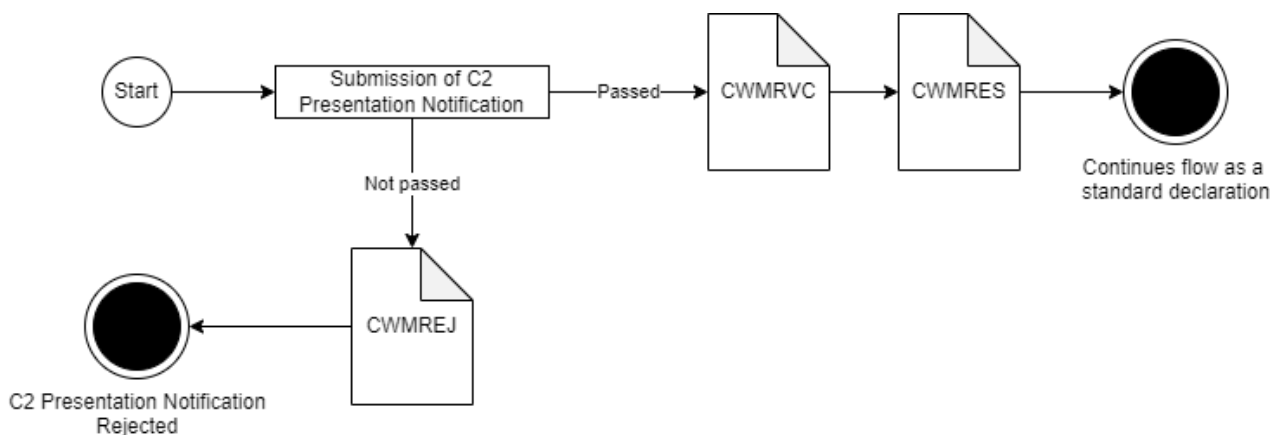 Start
Submission of C2
Presentation Notification
Passed
CWMRVC
CWMRES
Continues flow as a
standard declaration
Not passed
CWMREJ
C2 Presentation Notification
Rejected